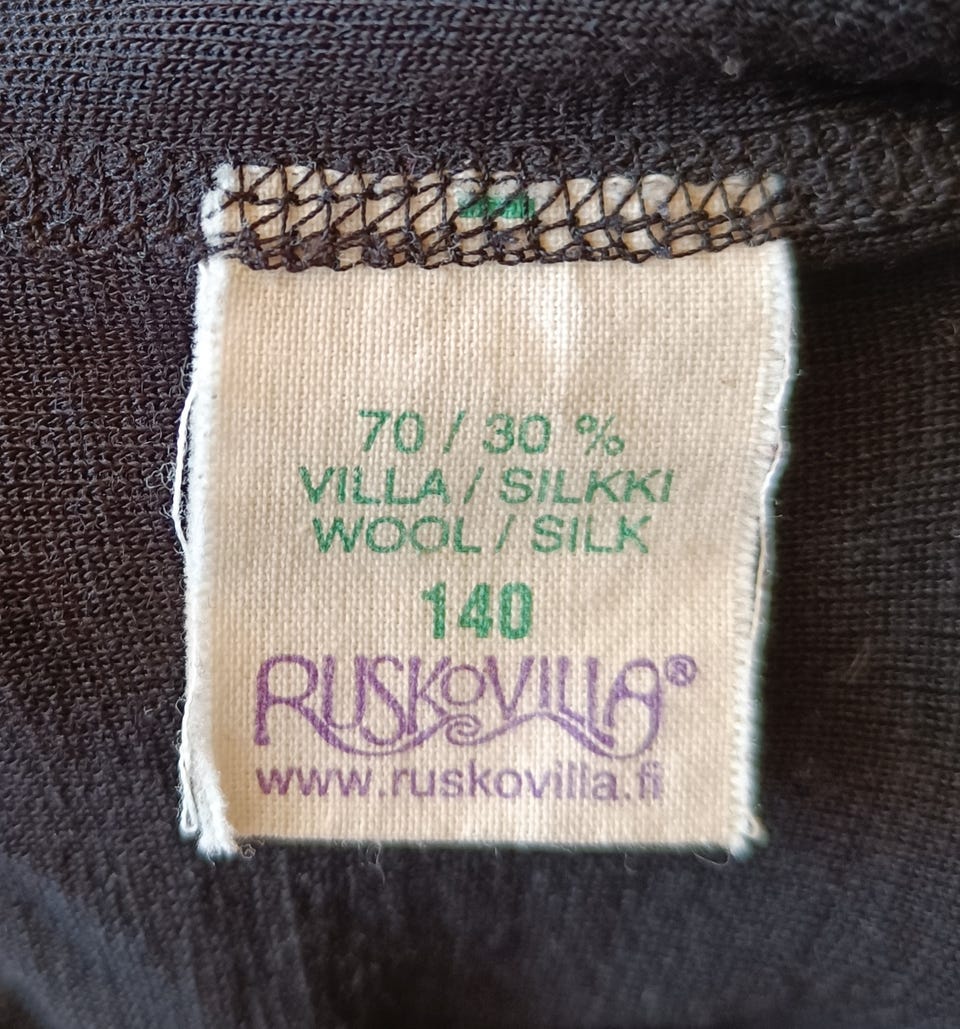 70 / 30 %
VILLA / SILKKI
WOOL / SILK
140
RUSKOVILLA®
www.ruskovilla.fi